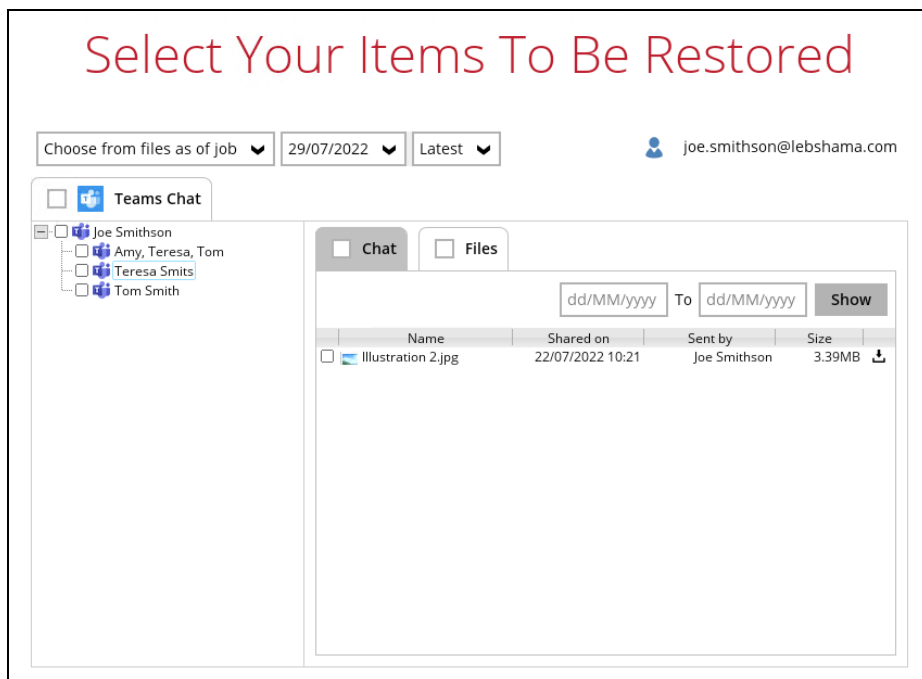 Select Your Items To Be Restored
Choose from files as of job 29/07/2022 Latest joe.smithson@lebshama.com
Teams Chat
Joe Smithson
Amy, Teresa, Tom
Teresa Smits
Tom Smith
Chat Files
dd/MM/yyyy To dd/MM/yyyy Show
Name Shared on Sent by Size
Illustration 2.jpg 22/07/2022 10:21 Joe Smithson 3.39MB